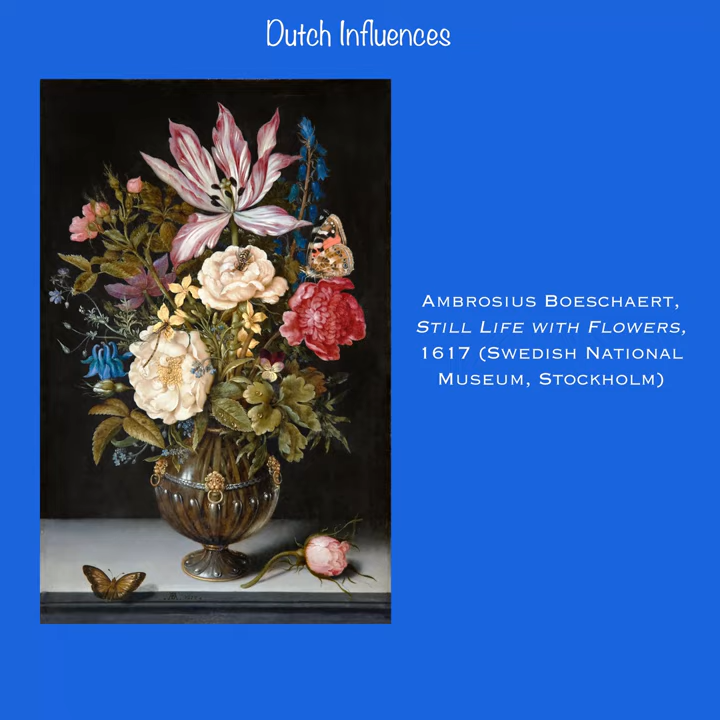 Dutch Influences
Ambrosius Boeschaert,
Still Life with Flowers,
1617 (Swedish National
Museum, Stockholm)